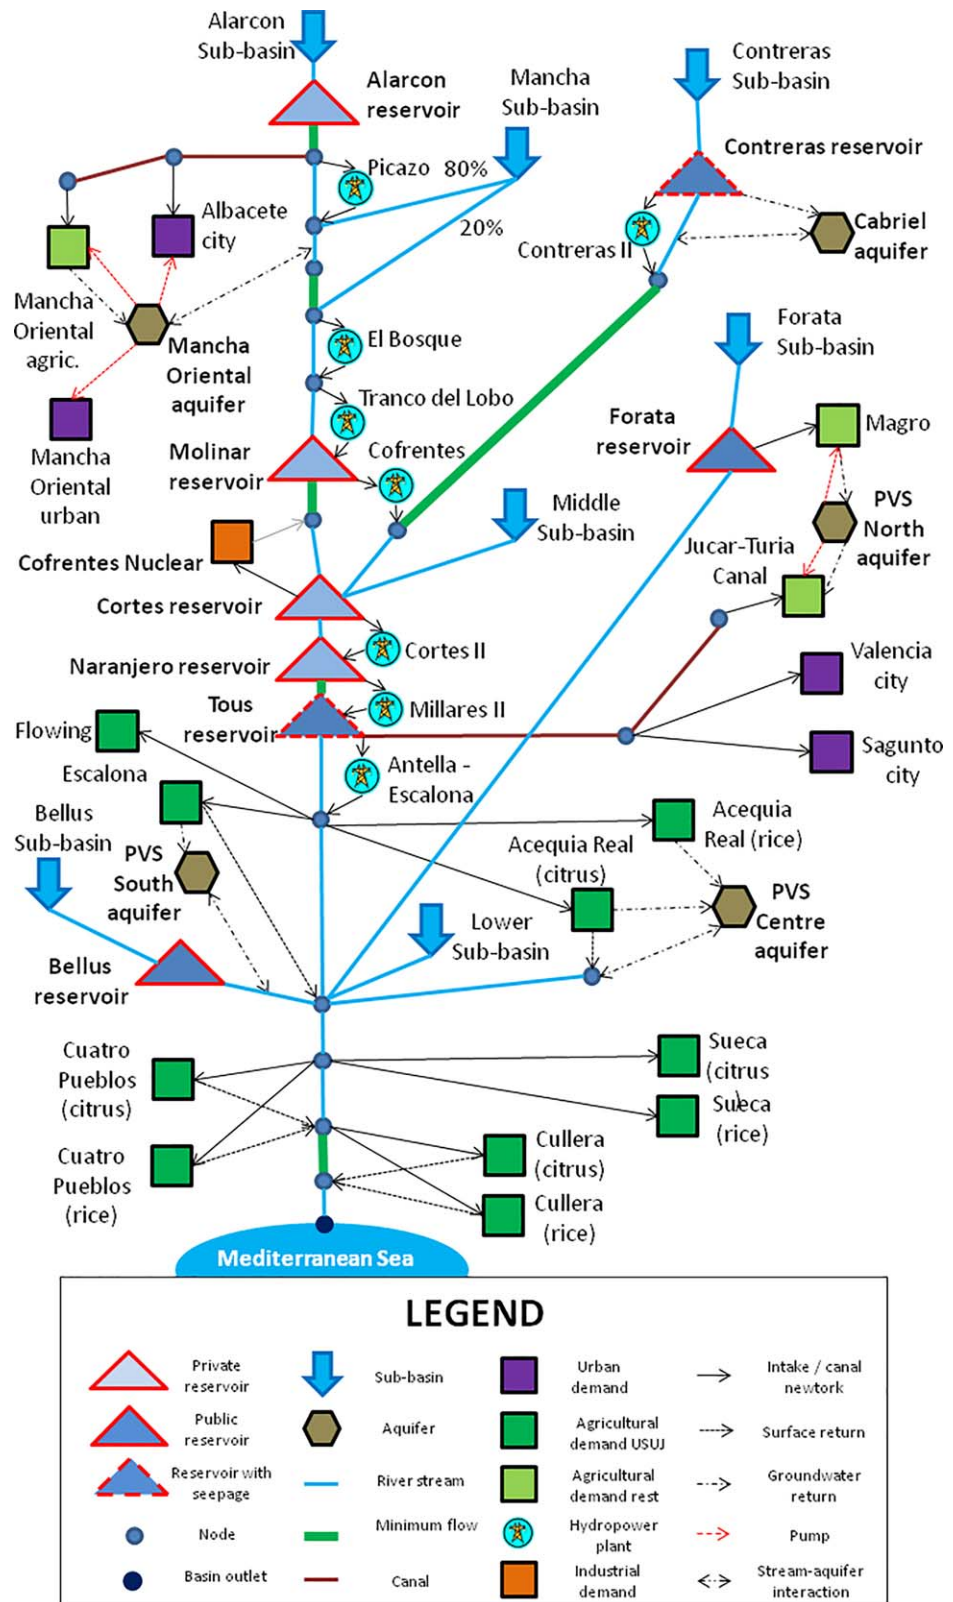 Alarcon
Sub-basin
Alarcon
reservoir
Mancha
Sub-basin
Contreras
Sub-basin
Contreras reservoir
Picazo
80%
20%
Albacete
city
Contreras II
Cabriel
aquifer
Mancha
Oriental
agric.
Mancha
Oriental
aquifer
El Bosque
Forata
Sub-basin
Tranco del Lobo
Mancha
Oriental
urban
Molinar
reservoir
Cofrentes
Forata
reservoir
Magro
Middle
Sub-basin
PVS
North
aquifer
Cofrentes Nuclear
Jucar-Turia
Canal
Cortes reservoir
Cortes II
Naranjero reservoir
Valencia
city
Tous
reservoir
Millares II
Flowing
Sagunto
city
Escalona
Antella -
Escalona
Bellus
Sub-basin
Acequia
Real (rice)
Acequia Real
(citrus)
PVS
South
aquifer
PVS
Centre
aquifer
Lower
Sub-basin
Bellus
reservoir
Cuatro
Pueblos
(citrus)
Sueca
(citrus
)
Sueca
(rice)
Cuatro
Pueblos
(rice)
Cullera
(citrus)
Cullera
(rice)
Mediterranean Sea
LEGEND
Private
reservoir
Sub-basin
Urban
demand
Intake / canal
newtork
Public
reservoir
Aquifer
Agricultural
demand USUJ
Surface return
Reservoir with
seepage
River stream
Agricultural
demand rest
Groundwater
return
Node
Minimum flow
Hydropower
plant
Pump
Basin outlet
Canal
Industrial
demand
Stream-aquifer
interaction